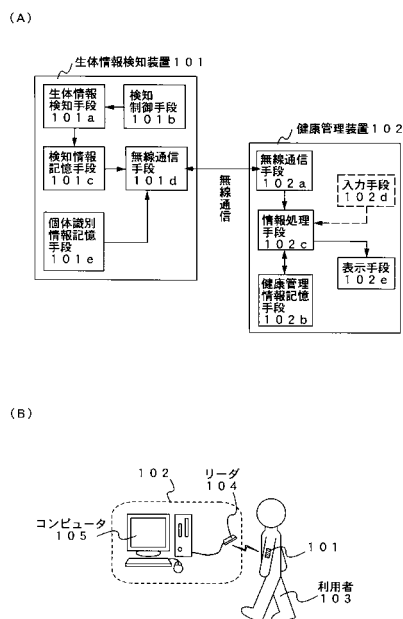 (A)
生体情報検知装置101
生体情報
検知手段
101a
検知
制御手段
101b
検知情報
記憶手段
101c
無線通信
手段
101d
個体識別
情報記憶
手段
101e
無線通信
健康管理装置102
無線通信
手段
102a
入力手段
102d
情報処理
手段
102c
表示手段
102e
健康管理
情報記憶
手段
102b
(B)
102
リーダ
104
コンピュータ
105
101
利用者
103